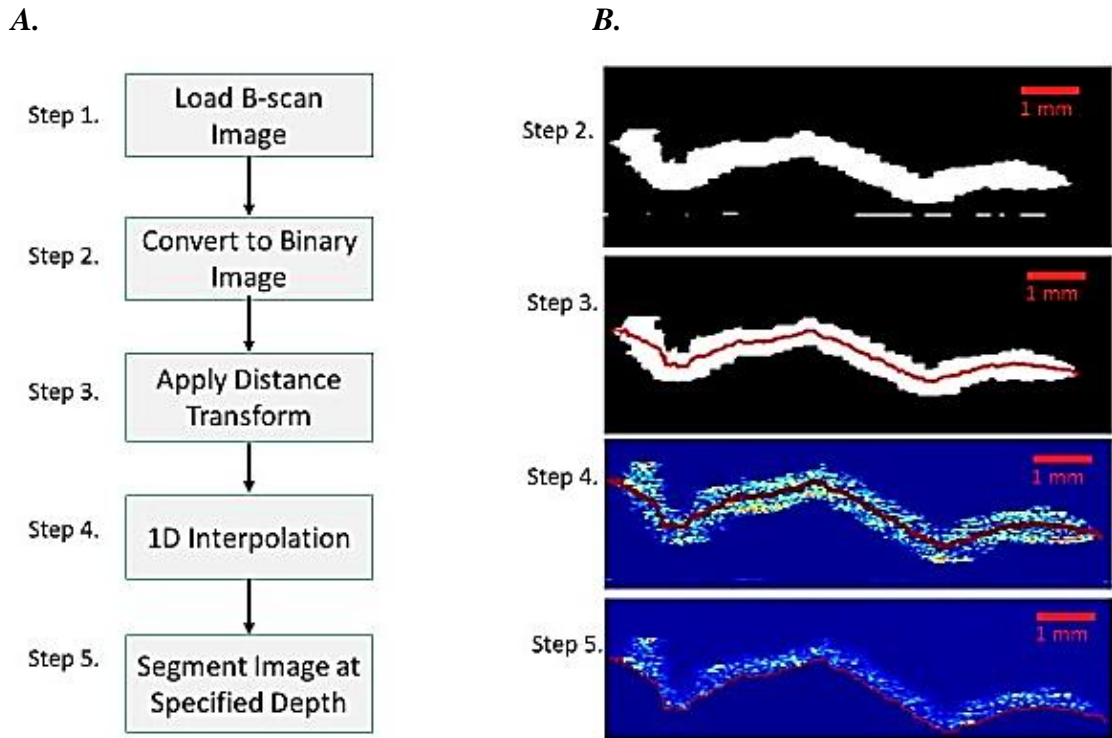 A.
Step 1.
Load B-scan
Image
Step 2.
Convert to Binary
Image
Step 3.
Apply Distance
Transform
Step 4.
1D Interpolation
Step 5.
Segment Image at
Specified Depth
B.
Step 2.
1 mm
Step 3.
1 mm
Step 4.
1 mm
Step 5.
1 mm